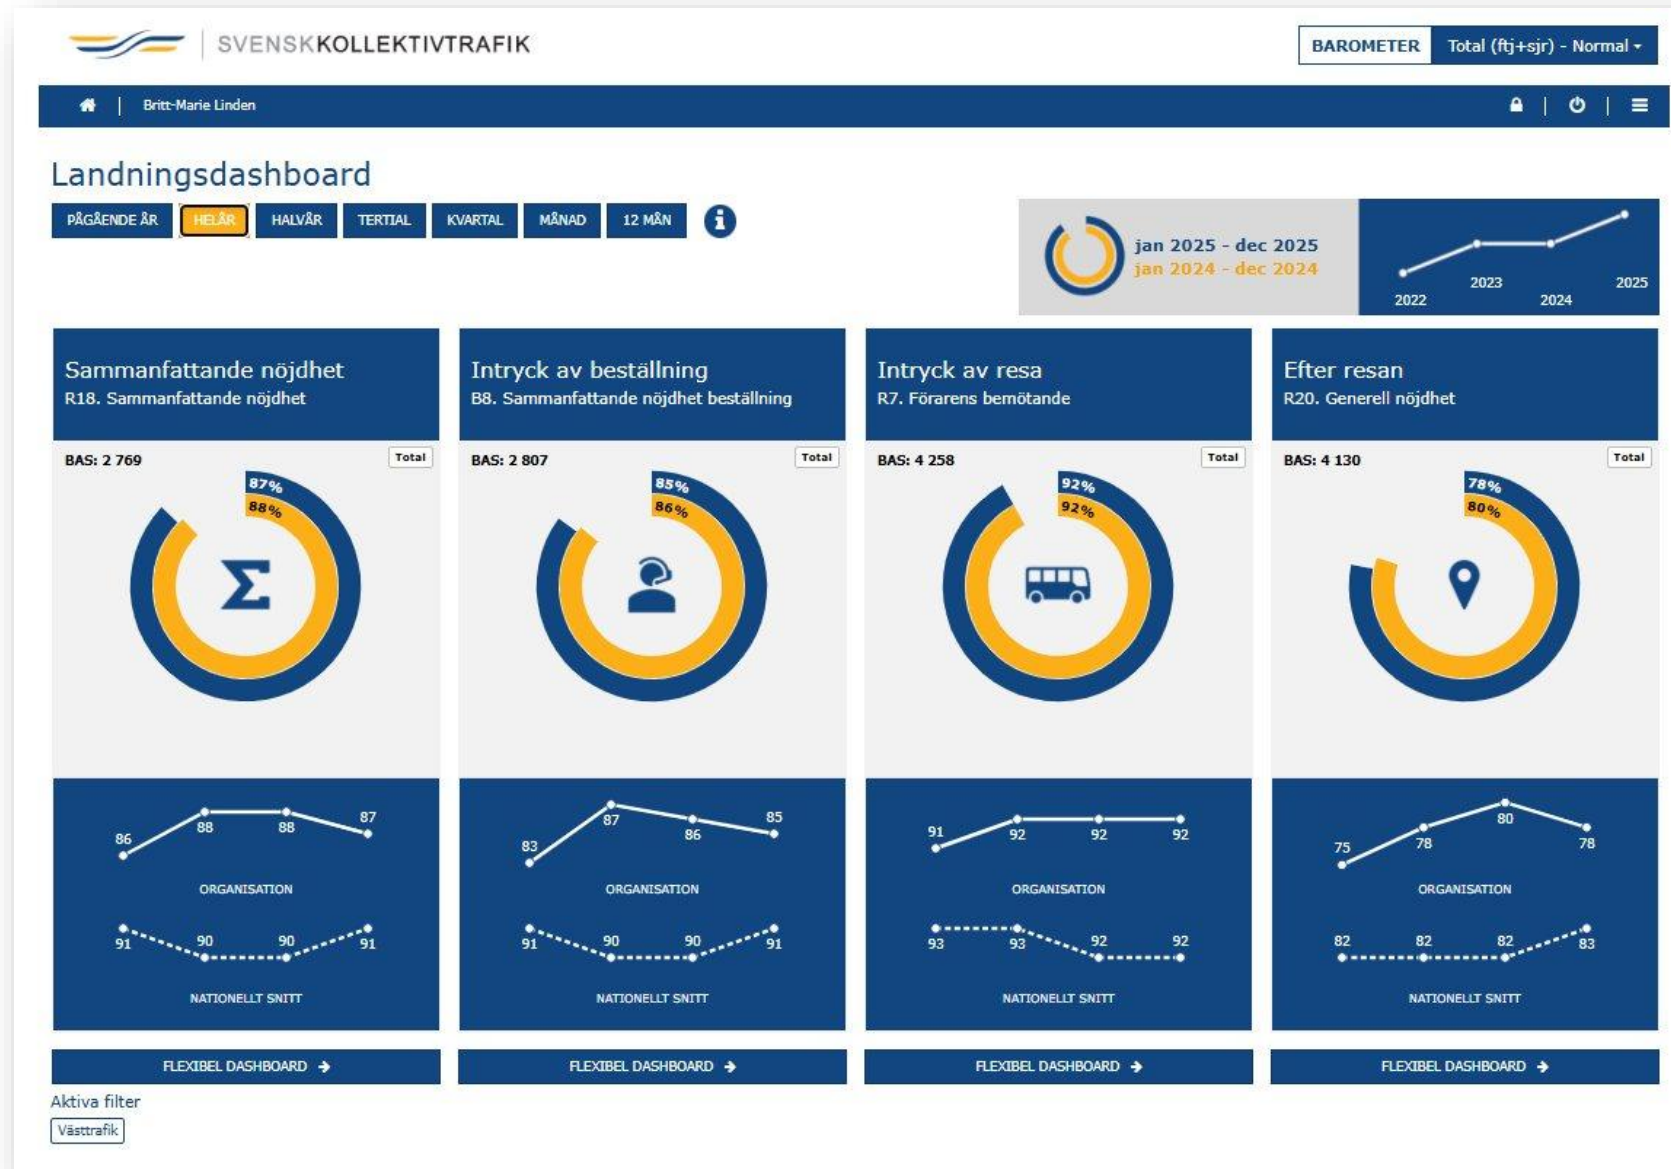 SVENSKKOLLEKTIVTRAFIK
BAROMETER Total (ftj+sjr) - Normal
Britt-Marie Linden
Landningsdashboard
PÅGÅENDE ÅR HELÅR HALVÅR TERTIAL KVARTAL MÅNAD 12 MÅN
jan 2025 - dec 2025
jan 2024 - dec 2024
2022 2023 2024 2025
Sammanfattande nöjdhet
R18. Sammanfattande nöjdhet
BAS: 2 769 Total
87%
88%
86 88 88 87
ORGANISATION
91 90 90 91
NATIONELLT SNITT
FLEXIBEL DASHBOARD
Intryck av beställning
B8. Sammanfattande nöjdhet beställning
BAS: 2 807 Total
85%
86%
83 87 86 85
ORGANISATION
91 90 90 91
NATIONELLT SNITT
FLEXIBEL DASHBOARD
Intryck av resa
R7. Förarens bemötande
BAS: 4 258 Total
92%
92%
91 92 92 92
ORGANISATION
93 93 92 92
NATIONELLT SNITT
FLEXIBEL DASHBOARD
Efter resan
R20. Generell nöjdhet
BAS: 4 130 Total
78%
80%
75 78 80 78
ORGANISATION
82 82 82 83
NATIONELLT SNITT
FLEXIBEL DASHBOARD
Aktiva filter
Västtrafik